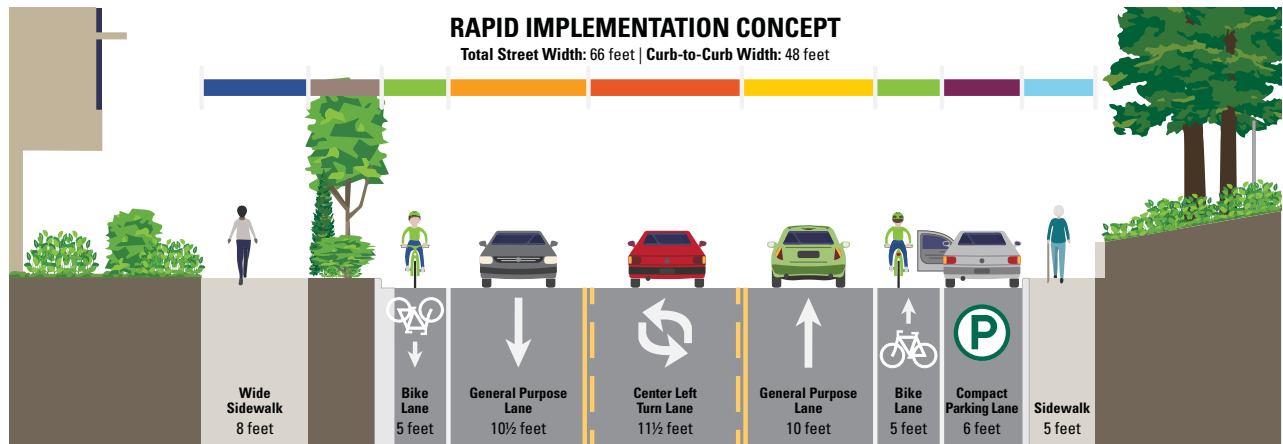 RAPID IMPLEMENTATION CONCEPT
Total Street Width: 66 feet | Curb-to-Curb Width: 48 feet
P
Wide
Sidewalk
8 feet
Bike
Lane
5 feet
General Purpose
Lane
10½ feet
Center Left
Turn Lane
11½ feet
General Purpose
Lane
10 feet
Bike
Lane
5 feet
Compact
Parking Lane
6 feet
Sidewalk
5 feet